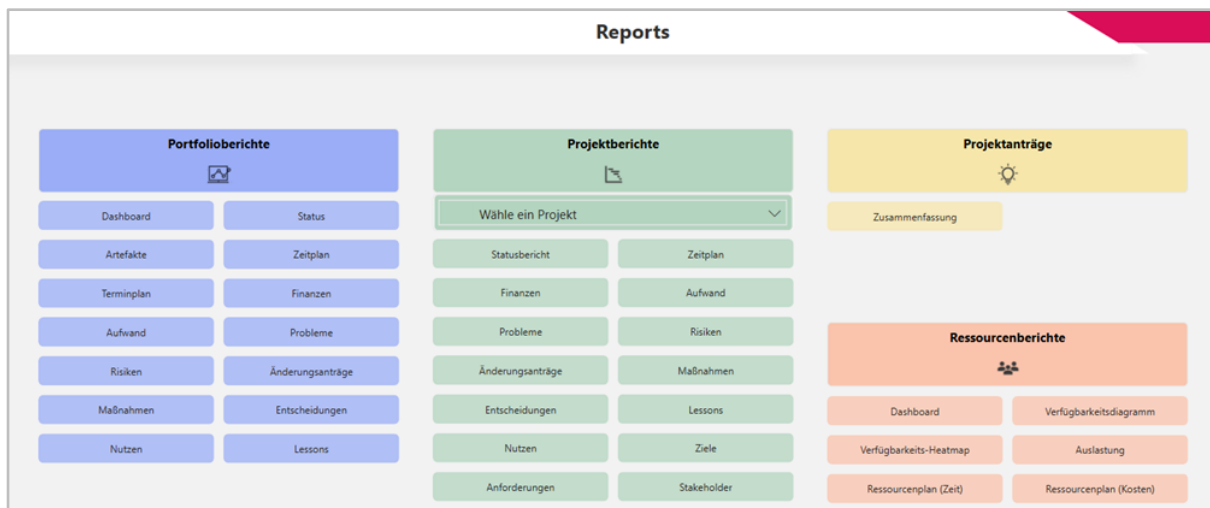 Reports
Portfolioberichte
Dashboard
Status
Artefakte
Zeitplan
Terminplan
Finanzen
Aufwand
Probleme
Risiken
Änderungsanträge
Maßnahmen
Entscheidungen
Nutzen
Lessons
Projektberichte
Wähle ein Projekt
Statusbericht
Zeitplan
Finanzen
Aufwand
Probleme
Risiken
Änderungsanträge
Maßnahmen
Entscheidungen
Lessons
Nutzen
Ziele
Anforderungen
Stakeholder
Projektanträge
Zusammenfassung
Ressourcenberichte
Dashboard
Verfügbarkeitsdiagramm
Verfügbarkeits-Heatmap
Auslastung
Ressourcenplan (Zeit)
Ressourcenplan (Kosten)